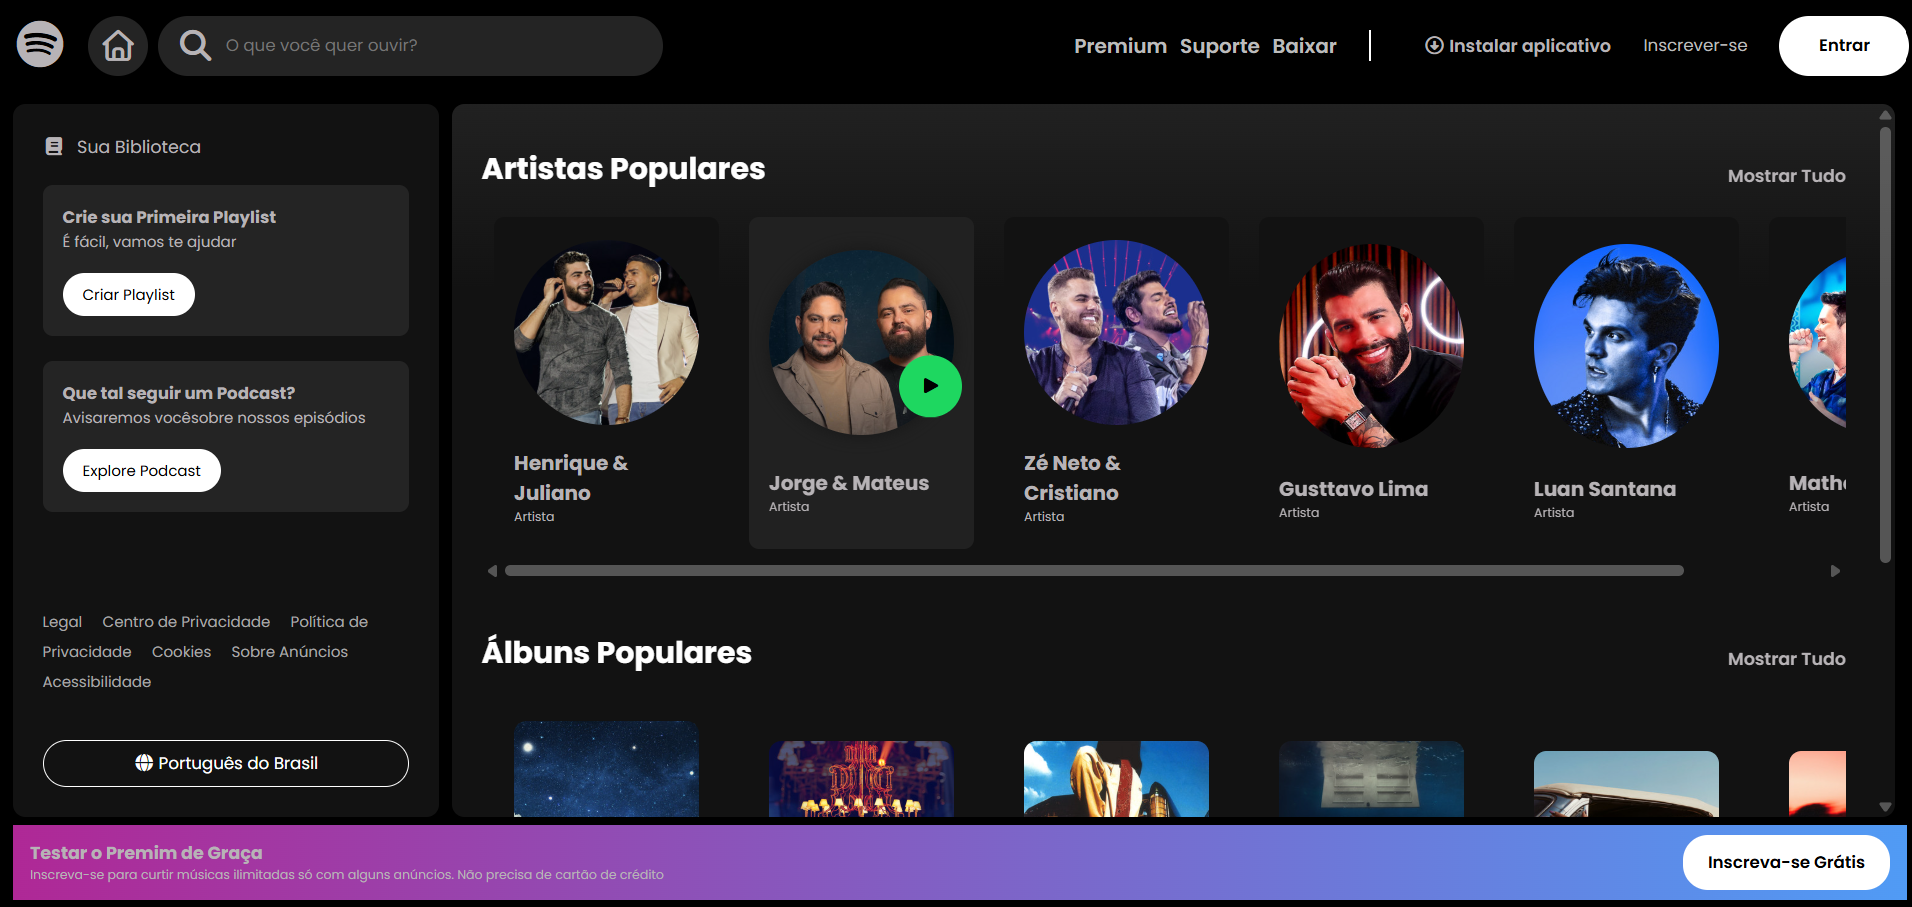 O que você quer ouvir?
Premium Suporte Baixar
Instalar aplicativo
Inscrever-se
Entrar
Sua Biblioteca
Crie sua Primeira Playlist
É fácil, vamos te ajudar
Criar Playlist
Que tal seguir um Podcast?
Avisaremos vocêsobre nossos episódios
Explore Podcast
Legal Centro de Privacidade Política de
Privacidade Cookies Sobre Anúncios
Acessibilidade
Português do Brasil
Artistas Populares
Mostrar Tudo
Henrique &
Juliano
Artista
Jorge & Mateus
Artista
Zé Neto &
Cristiano
Artista
Gusttavo Lima
Artista
Luan Santana
Artista
Math
Artista
Álbuns Populares
Mostrar Tudo
Testar o Premim de Graça
Inscreva-se para curtir músicas ilimitadas só com alguns anúncios. Não precisa de cartão de crédito
Inscreva-se Grátis